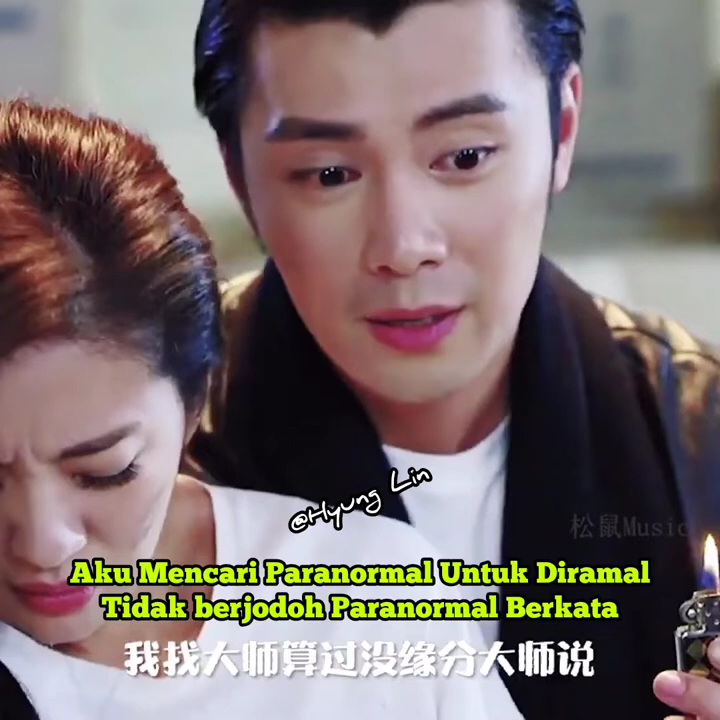 @Hyung Lin
松鼠Music
Aku Mencari Paranormal Untuk Diramal
Tidak berjodoh Paranormal Berkata
我找大师算过没缘分大师说